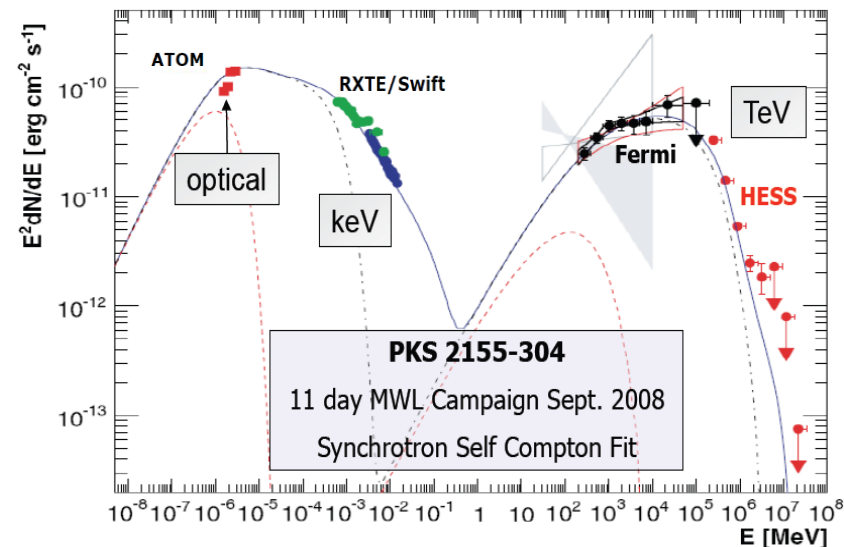 ATOM
RXTE/Swift
optical
keV
Fermi
TeV
HESS
PKS 2155-304
11 day MWL Campaign Sept. 2008
Synchrotron Self Compton Fit
E²dN/dE [erg cm⁻² s⁻¹]
10⁻¹⁰
10⁻¹¹
10⁻¹²
10⁻¹³
10⁻⁸ 10⁻⁷ 10⁻⁶ 10⁻⁵ 10⁻⁴ 10⁻³ 10⁻² 10⁻¹ 1 10 10² 10³ 10⁴ 10⁵ 10⁶ 10⁷ 10⁸
E [MeV]